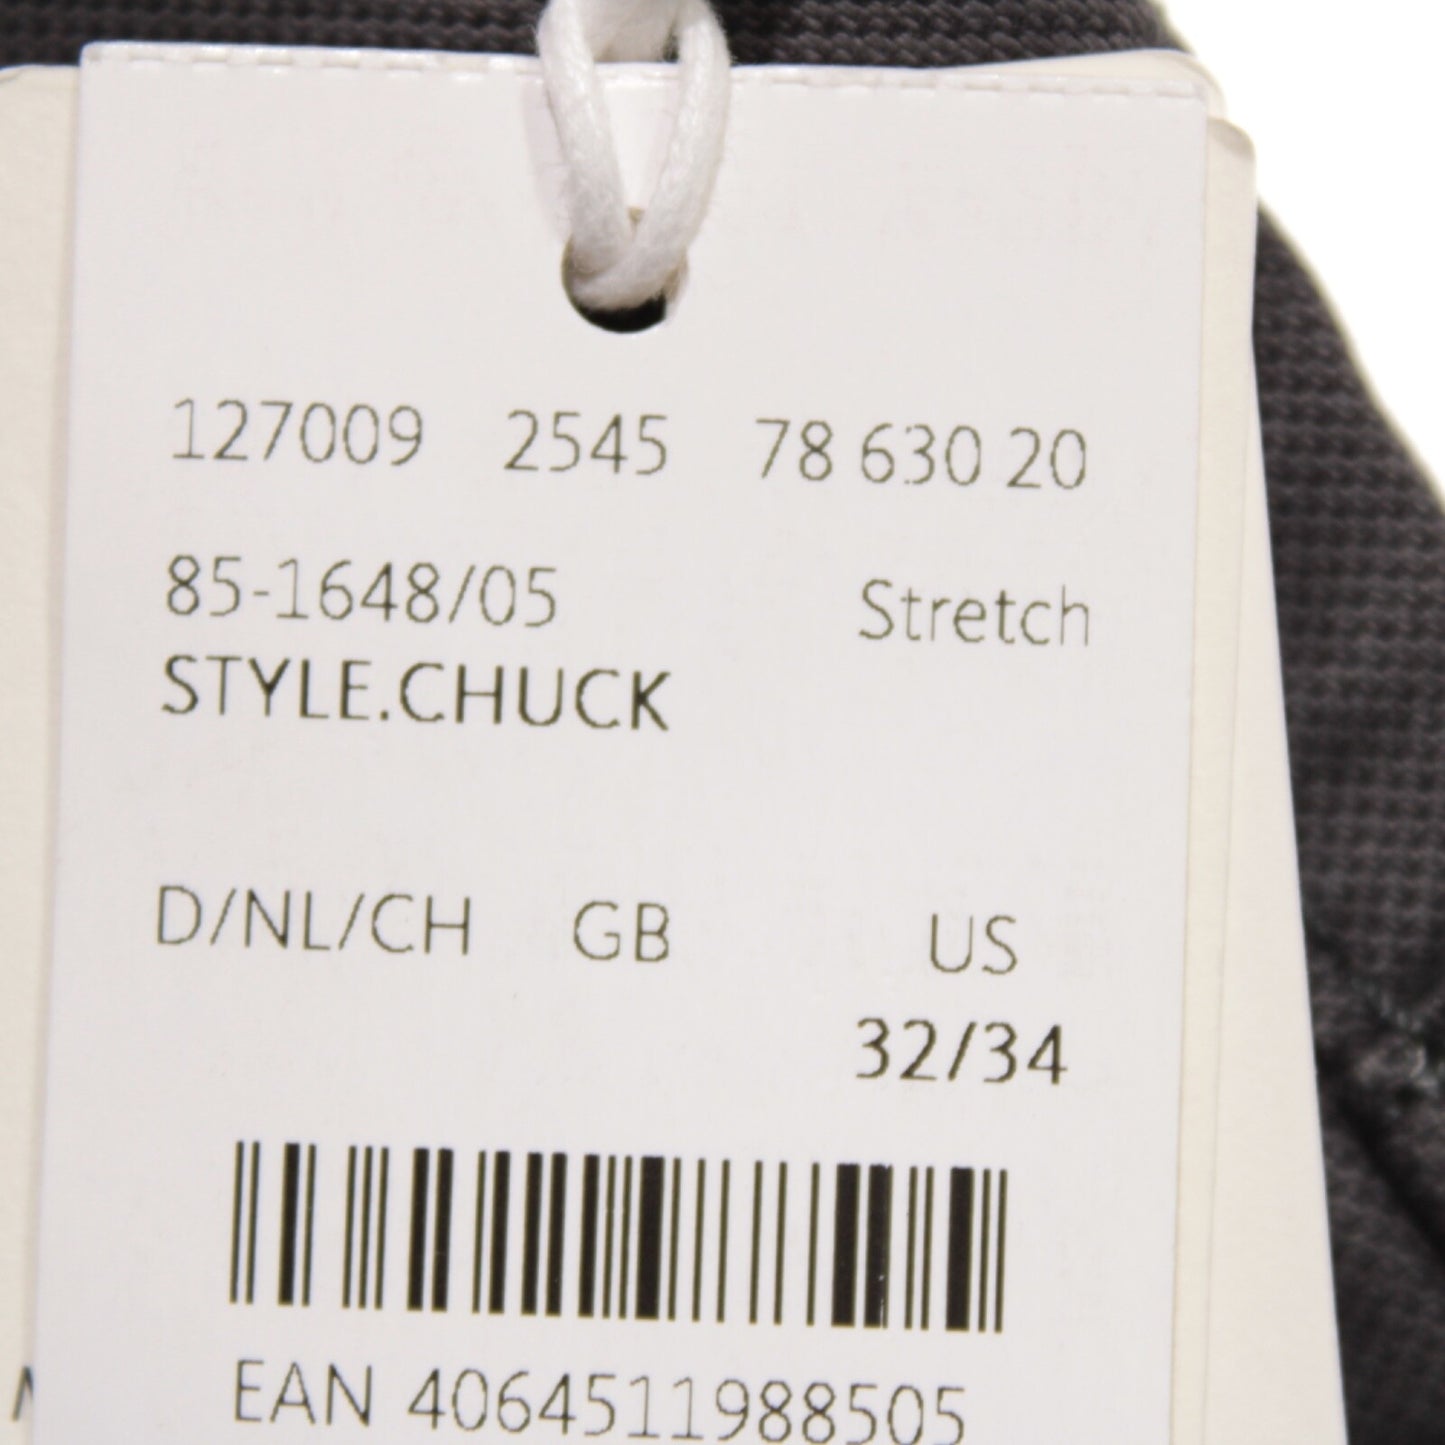 127009 2545 78 630 20
85-1648/05 Stretch
STYLE.CHUCK
D/NL/CH GB US
32/34
EAN 4064511988505